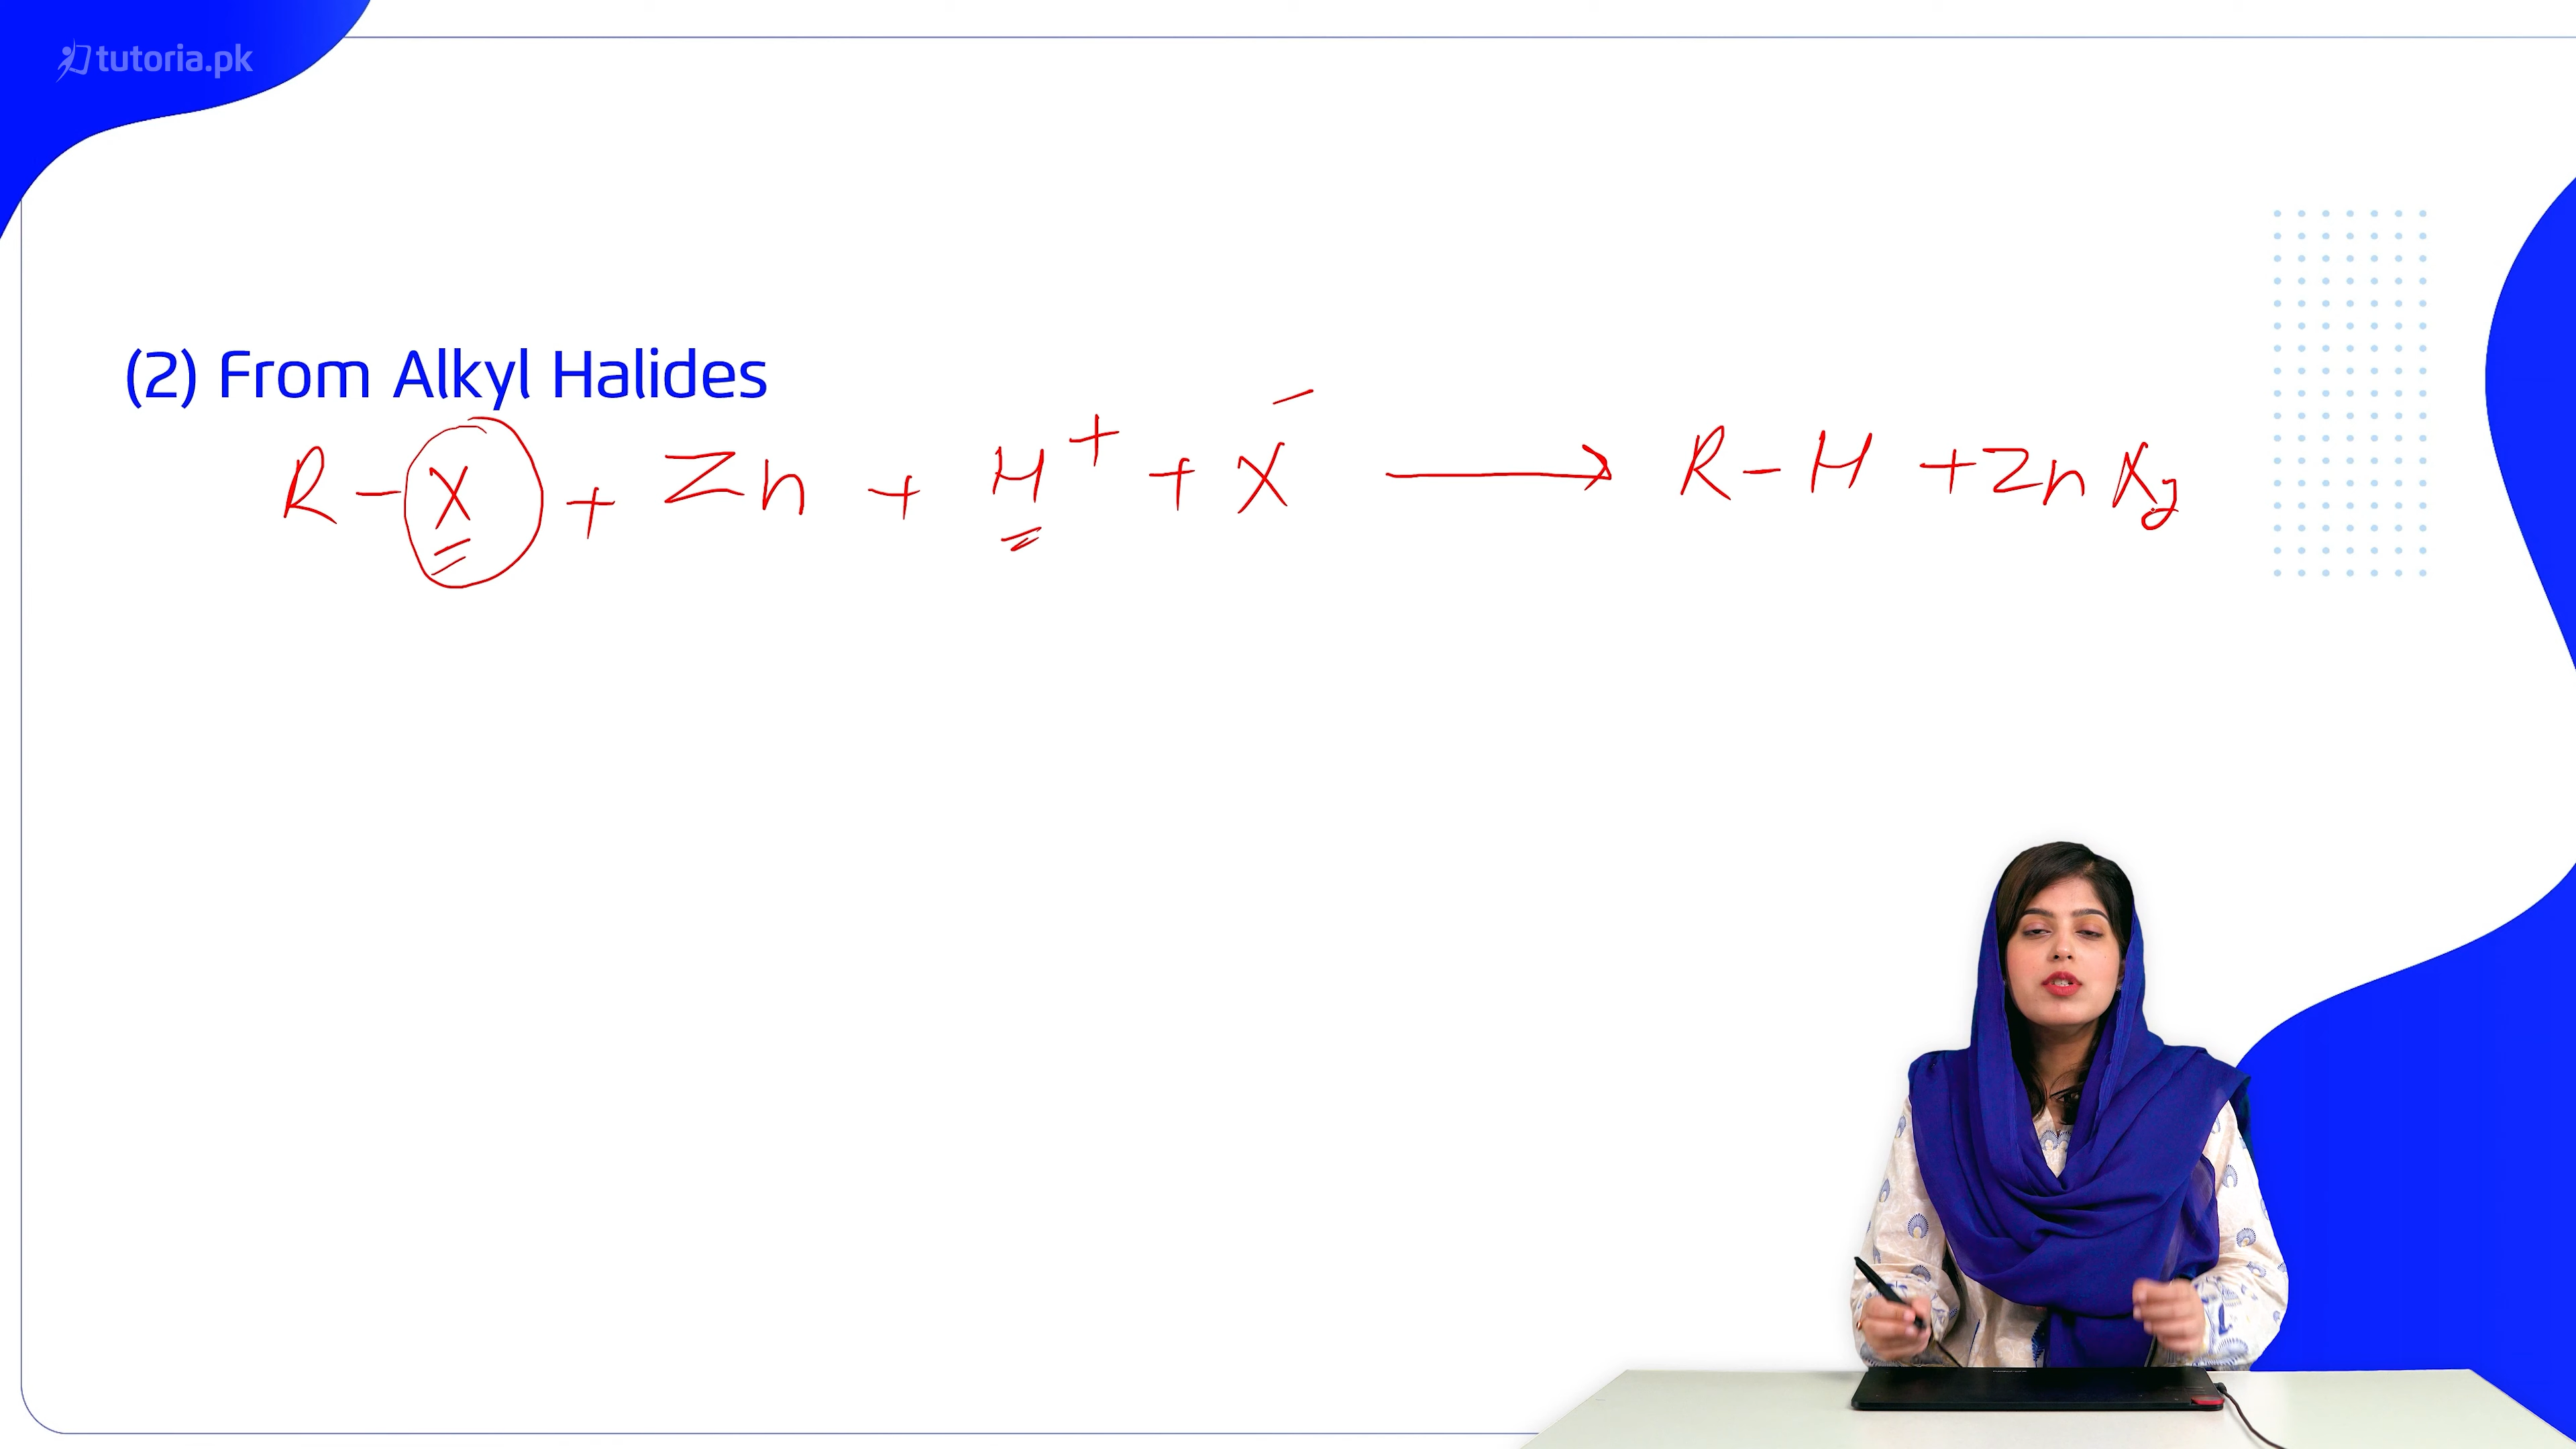 tutoria.pk
(2) From Alkyl Halides
R-X + Zn + H⁺ + X⁻ → R-H + ZnX₂